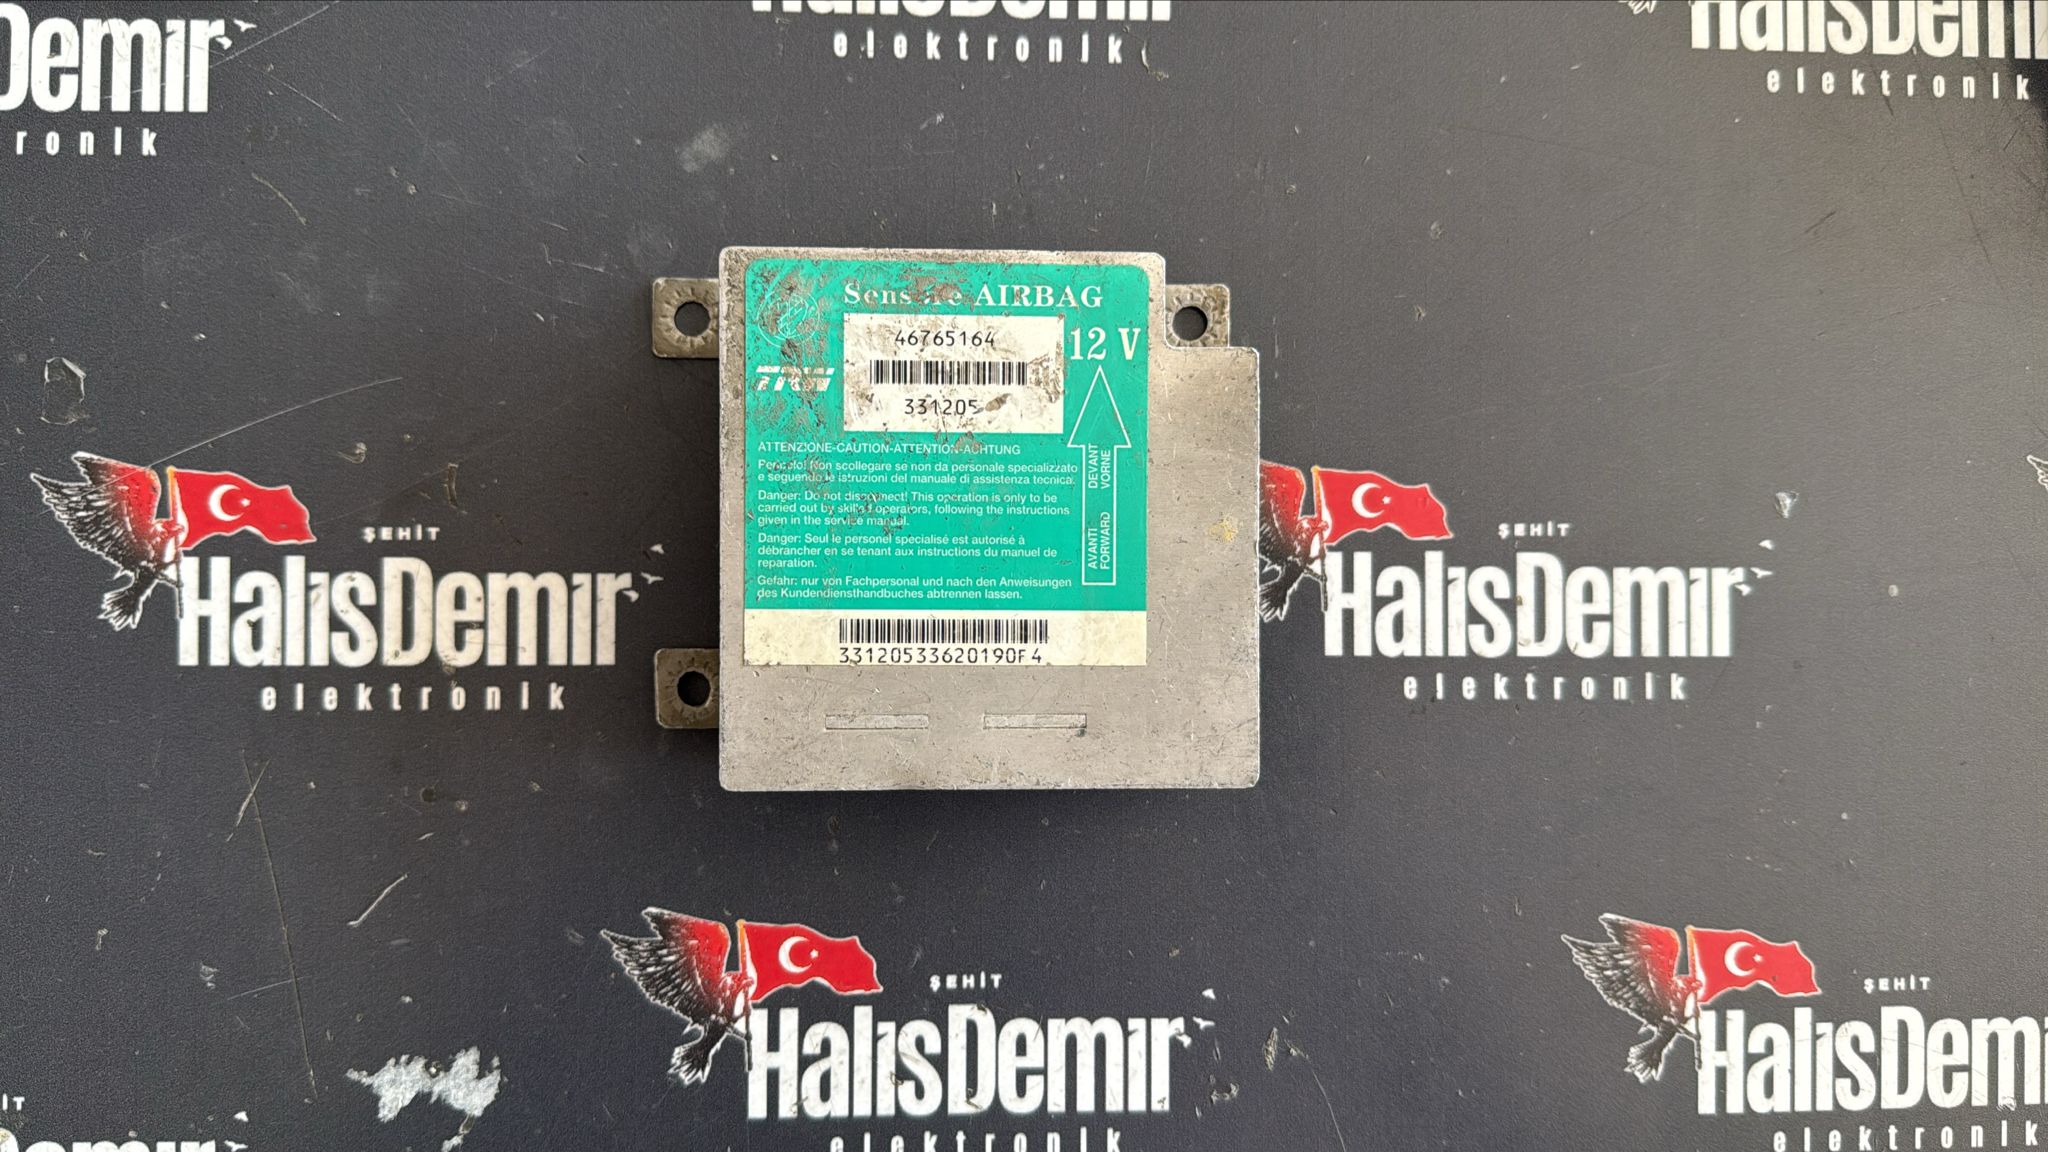 HalısDemır
elektronik
Demır
ronik
HalısDem
elektronik
Sensore AIRBAG
46765164
12 V
TRW
331205
ATTENZIONE-CAUTION-ATTENTION-ACHTUNG
Pericolo! Non scollegare se non da personale specializzato
e seguendo le istruzioni del manuale di assistenza tecnica.
Danger: Do not disconnect! This operation is only to be
carried out by skilled operators, following the instructions
given in the service manual.
Danger: Seul le personel specialisé est autorisé à
débrancher en se tenant aux instructions du manuel de
reparation.
Gefahr: nur von Fachpersonal und nach den Anweisungen
des Kundendiensthandbuches abtrennen lassen.
AVANTI DEVANT
FORWARD VORNE
33120533620190F4
ŞEHİT
HalısDemır
elektronik
ŞEHİT
HalısDemır
elektronik
ŞEHİT
HalısDemır
elektronik
ŞEHİT
HalısDem
elektronik
İT
Demır